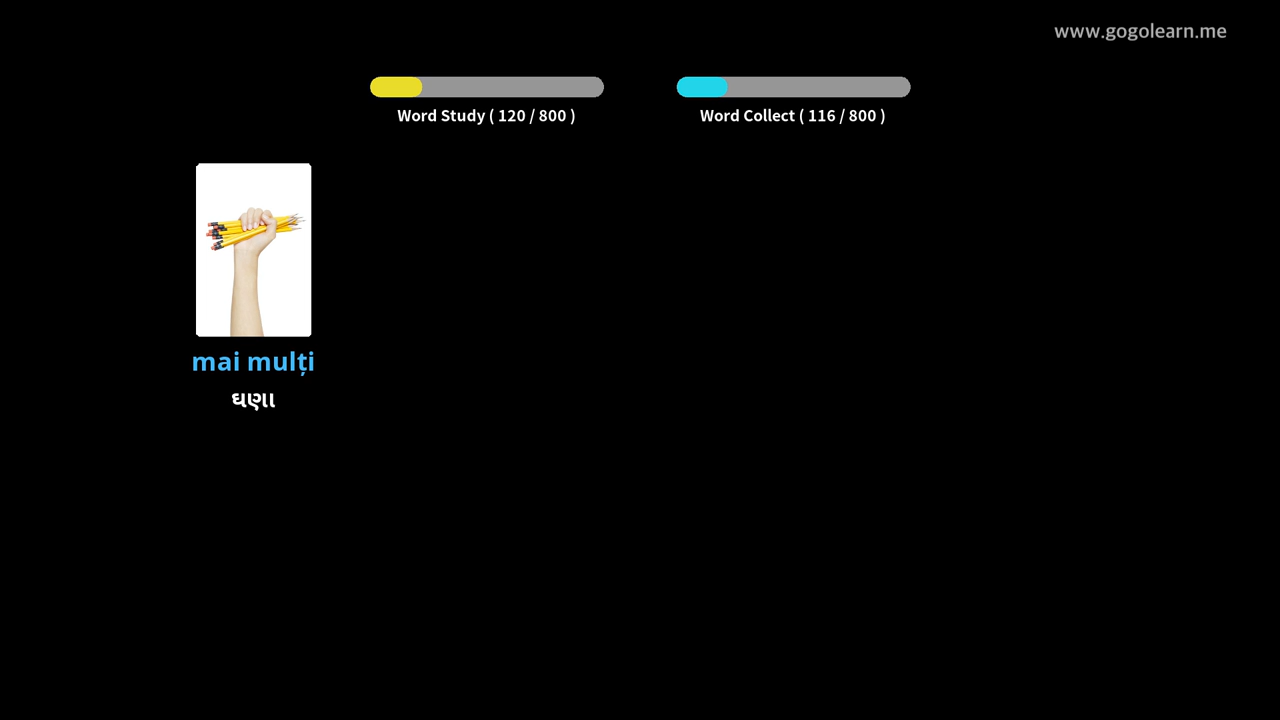 www.gogolearn.me
Word Study ( 120 / 800 )
Word Collect ( 116 / 800 )
mai mulți
ઘણા